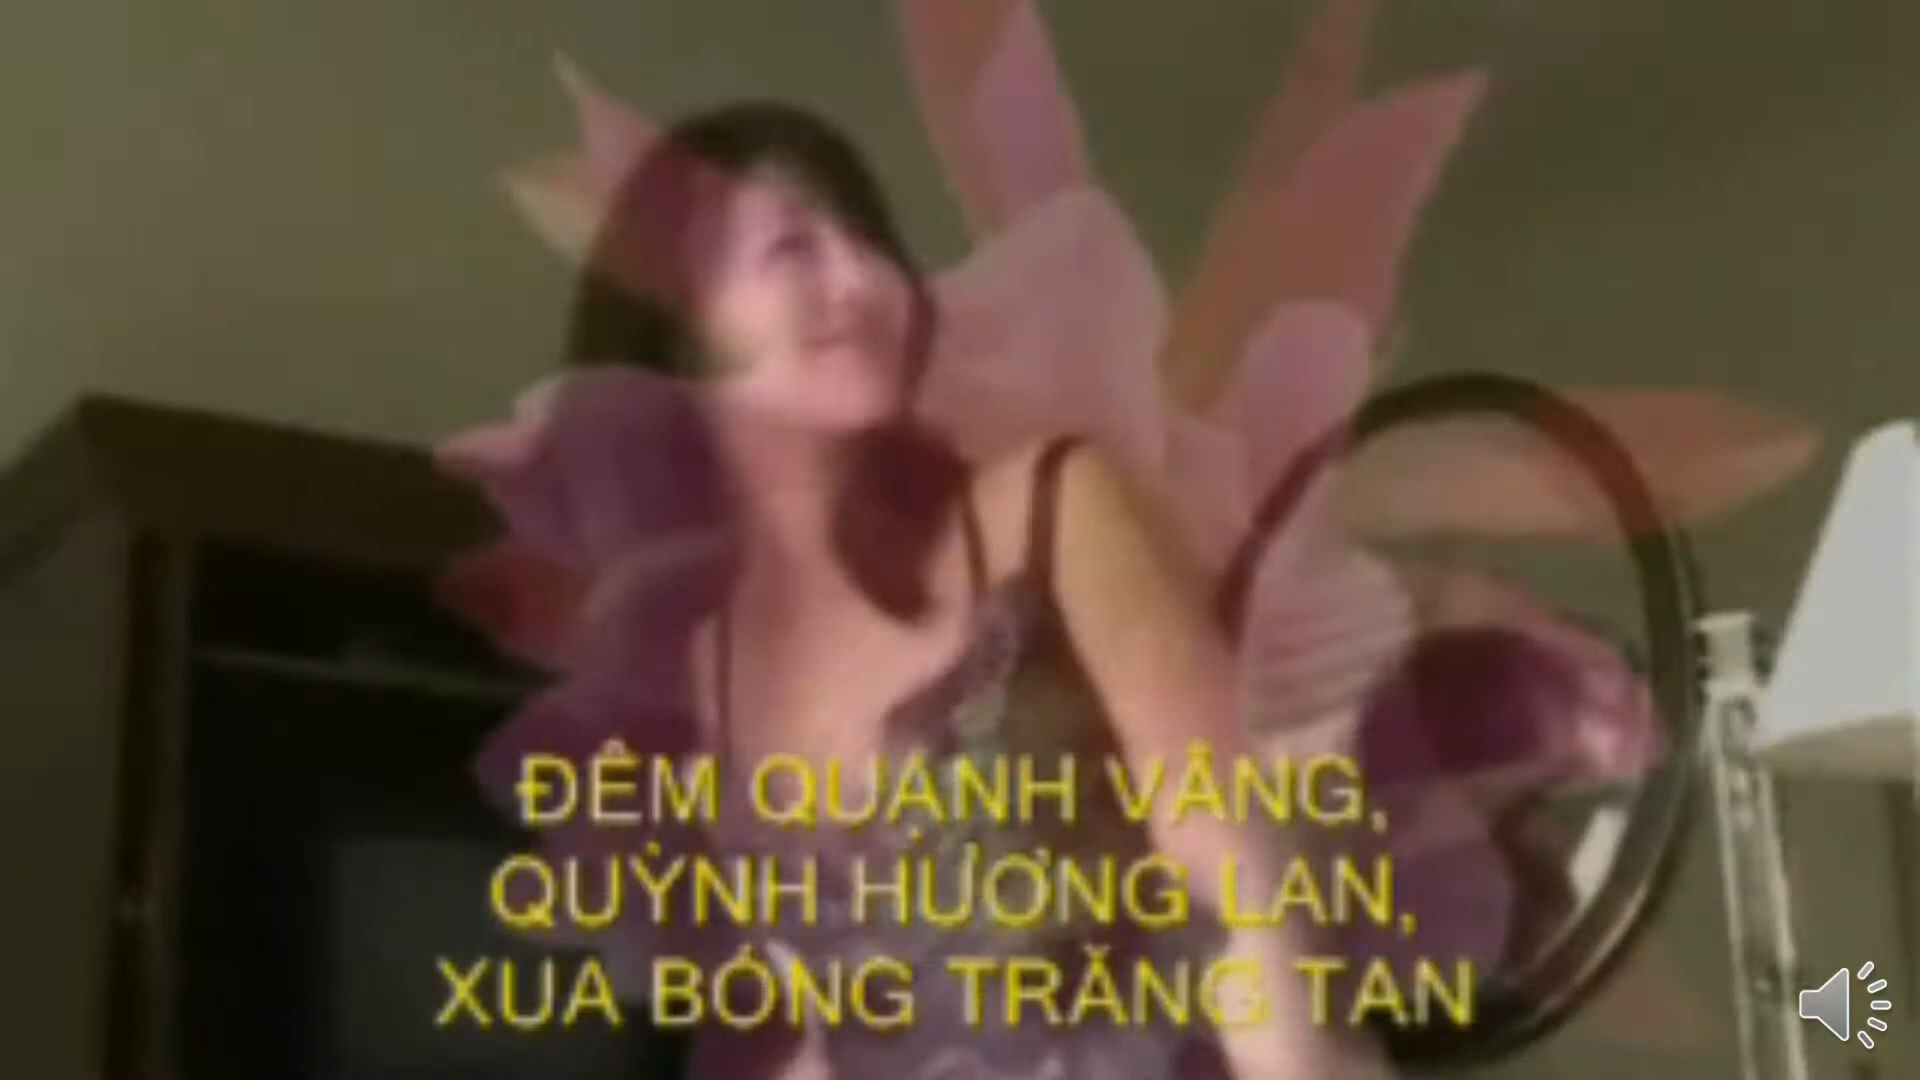 ĐÊM QUẠNH VẮNG,
QUỲNH HƯƠNG LAN,
XUA BÓNG TRĂNG TAN